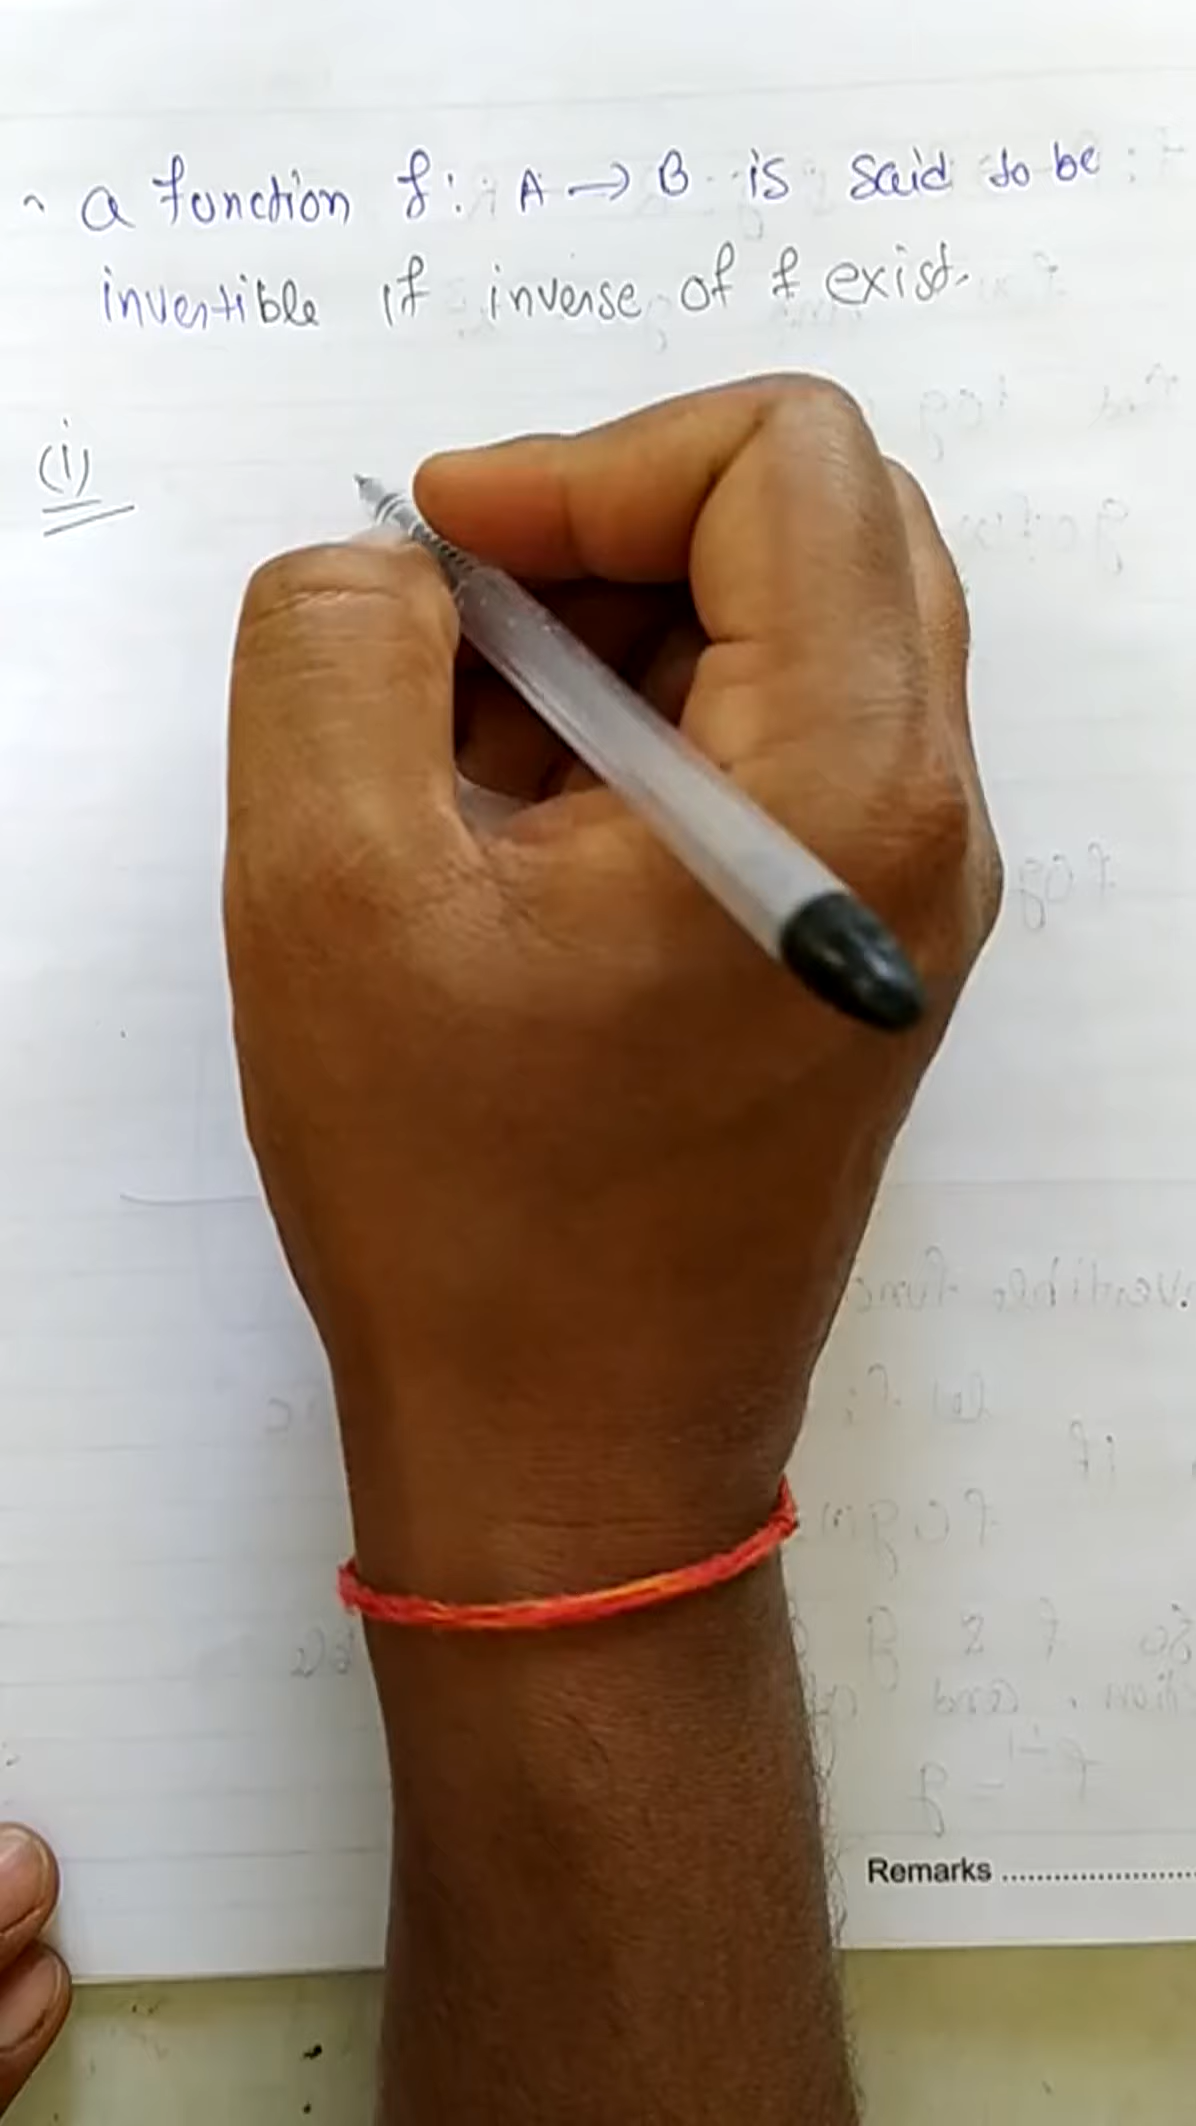 a function f: A → B is said to be
invertible if inverse of f exist.
(i)
Remarks ....................